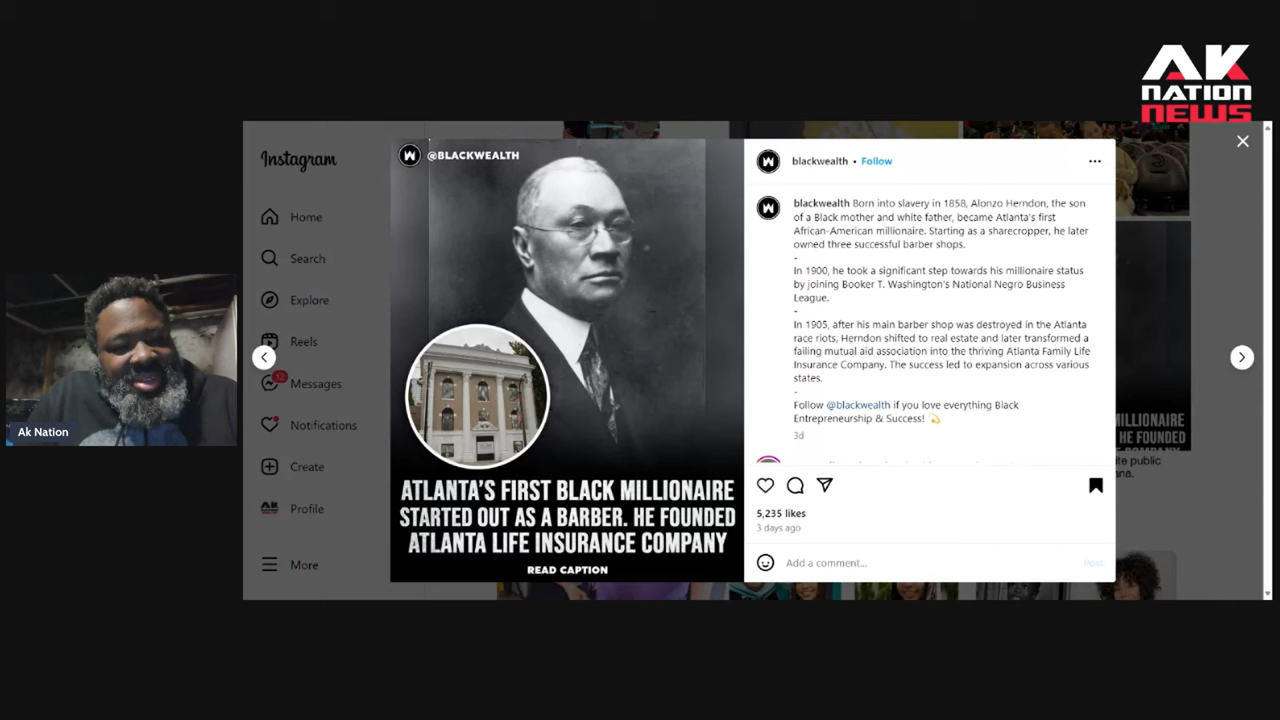 AK
NATION
NEWS
Instagram
Home
Search
Explore
Reels
12
Messages
Notifications
Create
Profile
More
Ak Nation
W @BLACKWEALTH
ATLANTA'S FIRST BLACK MILLIONAIRE
STARTED OUT AS A BARBER. HE FOUNDED
ATLANTA LIFE INSURANCE COMPANY
READ CAPTION
W blackwealth • Follow
W blackwealth Born into slavery in 1858, Alonzo Herndon, the son
of a Black mother and white father, became Atlanta's first
African-American millionaire. Starting as a sharecropper, he later
owned three successful barber shops.
-
In 1900, he took a significant step towards his millionaire status
by joining Booker T. Washington's National Negro Business
League.
-
In 1905, after his main barber shop was destroyed in the Atlanta
race riots, Herndon shifted to real estate and later transformed a
failing mutual aid association into the thriving Atlanta Family Life
Insurance Company. The success led to expansion across various
states.
-
Follow @blackwealth if you love everything Black
Entrepreneurship & Success! 💫
3d
5,235 likes
3 days ago
Add a comment...
Post
MILLIONAIRE
HE FOUNDED
COMPANY
ite public
na.